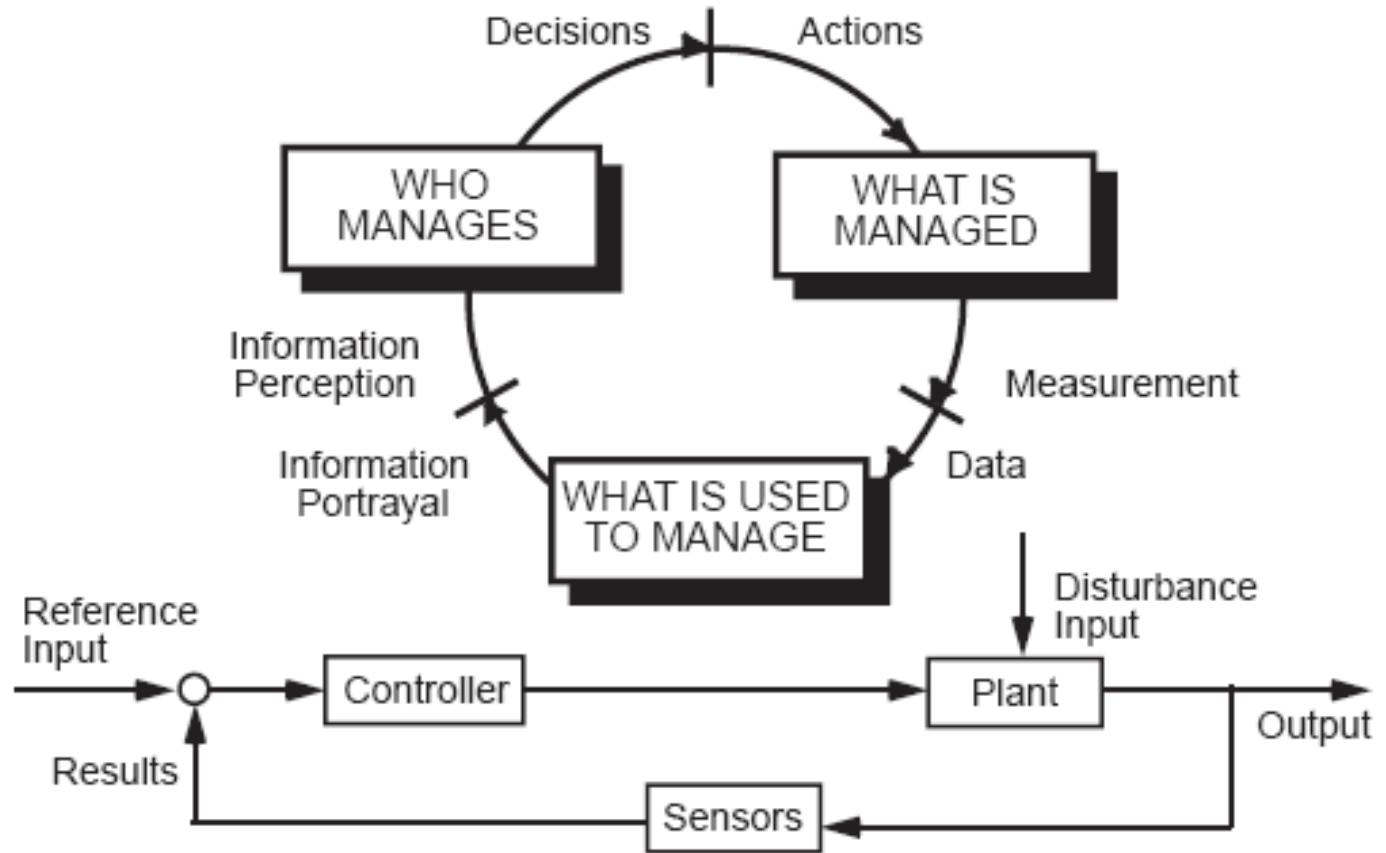 Decisions
Actions
WHO
MANAGES
WHAT IS
MANAGED
Information
Perception
Measurement
Information
Portrayal
Data
WHAT IS USED
TO MANAGE
Reference
Input
Disturbance
Input
Controller
Plant
Output
Results
Sensors